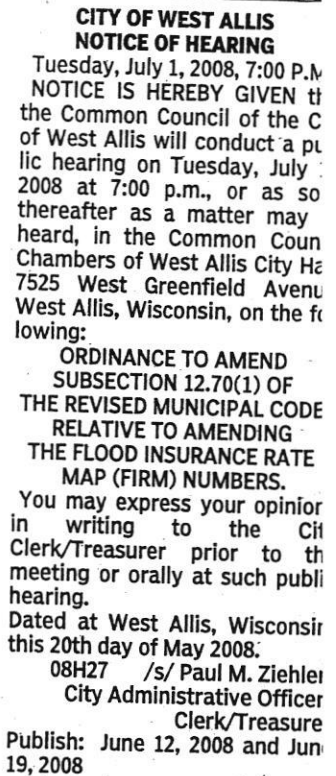 CITY OF WEST ALLIS
NOTICE OF HEARING
Tuesday, July 1, 2008, 7:00 P.M
NOTICE IS HEREBY GIVEN th
the Common Council of the C
of West Allis will conduct a pu
lic hearing on Tuesday, July
2008 at 7:00 p.m., or as so
thereafter as a matter may
heard, in the Common Coun
Chambers of West Allis City Ha
7525 West Greenfield Avenu
West Allis, Wisconsin, on the fo
lowing:
ORDINANCE TO AMEND
SUBSECTION 12.70(1) OF
THE REVISED MUNICIPAL CODE
RELATIVE TO AMENDING
THE FLOOD INSURANCE RATE
MAP (FIRM) NUMBERS.
You may express your opinion
in writing to the Cit
Clerk/Treasurer prior to th
meeting or orally at such publi
hearing.
Dated at West Allis, Wisconsin
this 20th day of May 2008.
08H27 /s/ Paul M. Ziehler
City Administrative Officer
Clerk/Treasure
Publish: June 12, 2008 and Jun
19, 2008